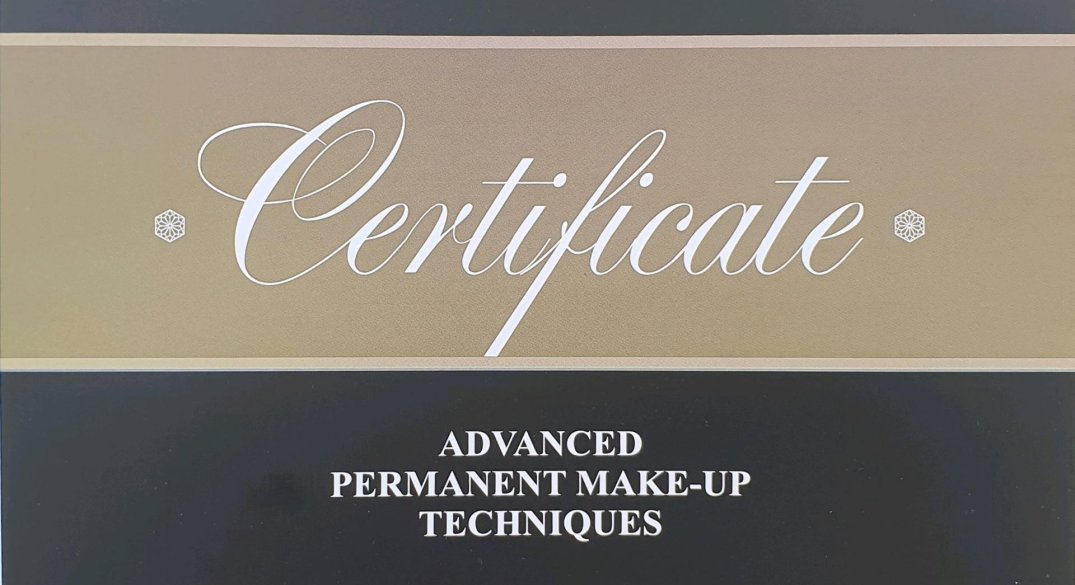 Certificate
ADVANCED
PERMANENT MAKE-UP
TECHNIQUES